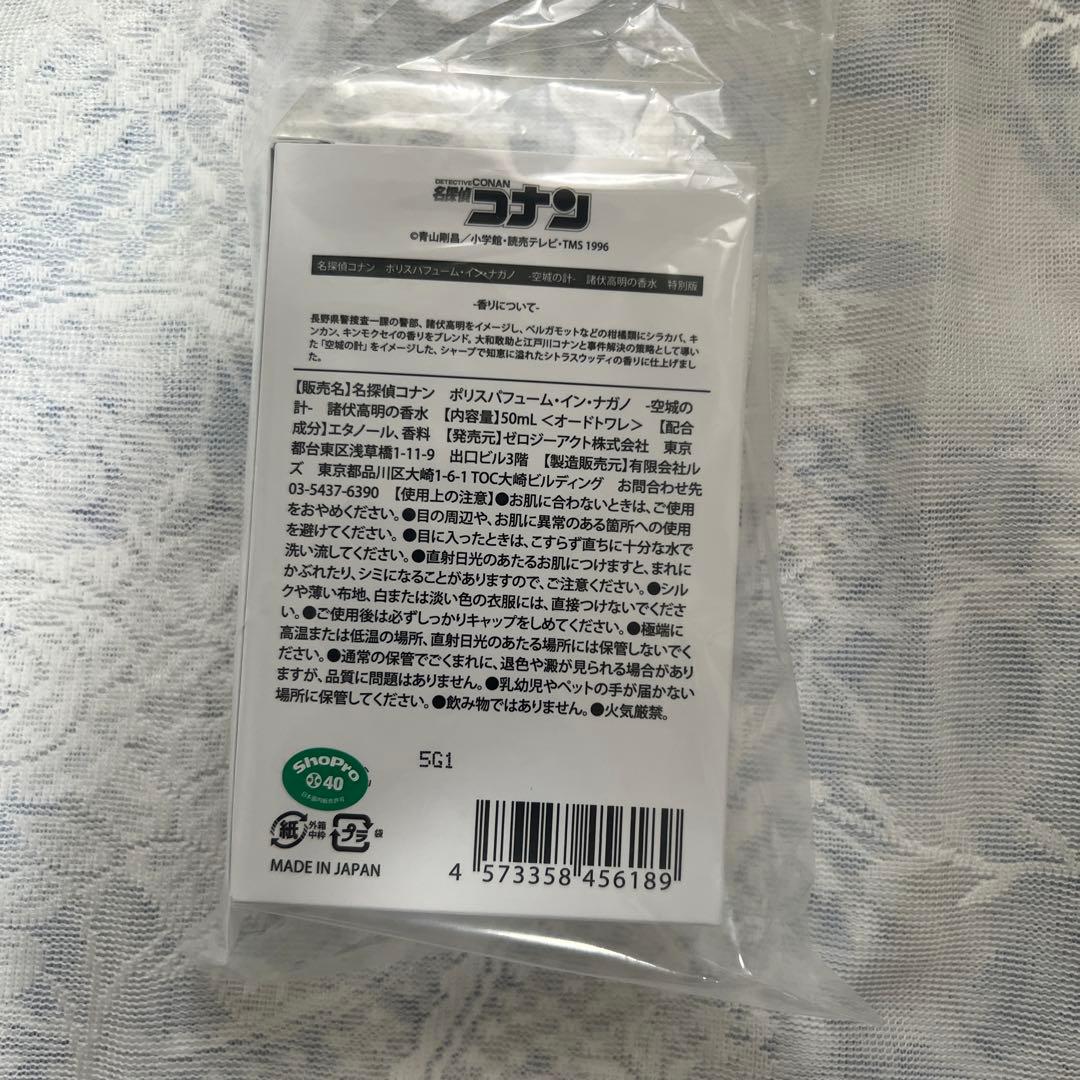 DETECTIVE CONAN
名探偵コナン
©青山剛昌／小学館・読売テレビ・TMS 1996
名探偵コナン　ポリスパフューム・イン・ナガノ　-空城の計-　諸伏高明の香水　特別版
-香りについて-
長野県警捜査一課の警部、諸伏高明をイメージし、ベルガモットなどの柑橘類にシラカバ、キ
ンカン、キンモクセイの香りをブレンド。大和敢助と江戸川コナンと事件解決の策略として導い
た「空城の計」をイメージした、シャープで知恵に溢れたシトラスウッディの香りに仕上げまし
た。
【販売名】名探偵コナン　ポリスパフューム・イン・ナガノ　-空城の
計-　諸伏高明の香水　【内容量】50mL ＜オードトワレ＞　【配合
成分】エタノール、香料　【発売元】ゼロジーアクト株式会社　東京
都台東区浅草橋1-11-9　出口ビル3階　【製造販売元】有限会社ル
ズ　東京都品川区大崎1-6-1 TOC大崎ビルディング　お問合わせ先
03-5437-6390　【使用上の注意】●お肌に合わないときは、ご使用
をおやめください。●目の周辺や、お肌に異常のある箇所への使用
を避けてください。●目に入ったときは、こすらず直ちに十分な水で
洗い流してください。●直射日光のあたるお肌につけますと、まれに
かぶれたり、シミになることがありますので、ご注意ください。●シル
クや薄い布地、白または淡い色の衣服には、直接つけないでくださ
い。●ご使用後は必ずしっかりキャップをしめてください。●極端に
高温または低温の場所、直射日光のあたる場所には保管しないでく
ださい。●通常の保管でごくまれに、退色や澱が見られる場合があり
ますが、品質に問題はありません。●乳幼児やペットの手が届かない
場所に保管してください。●飲み物ではありません。●火気厳禁。
5G1
ShoPro
40
日本国内販売許可
紙 外箱 中枠 プラ 袋
MADE IN JAPAN
4 573358 456189